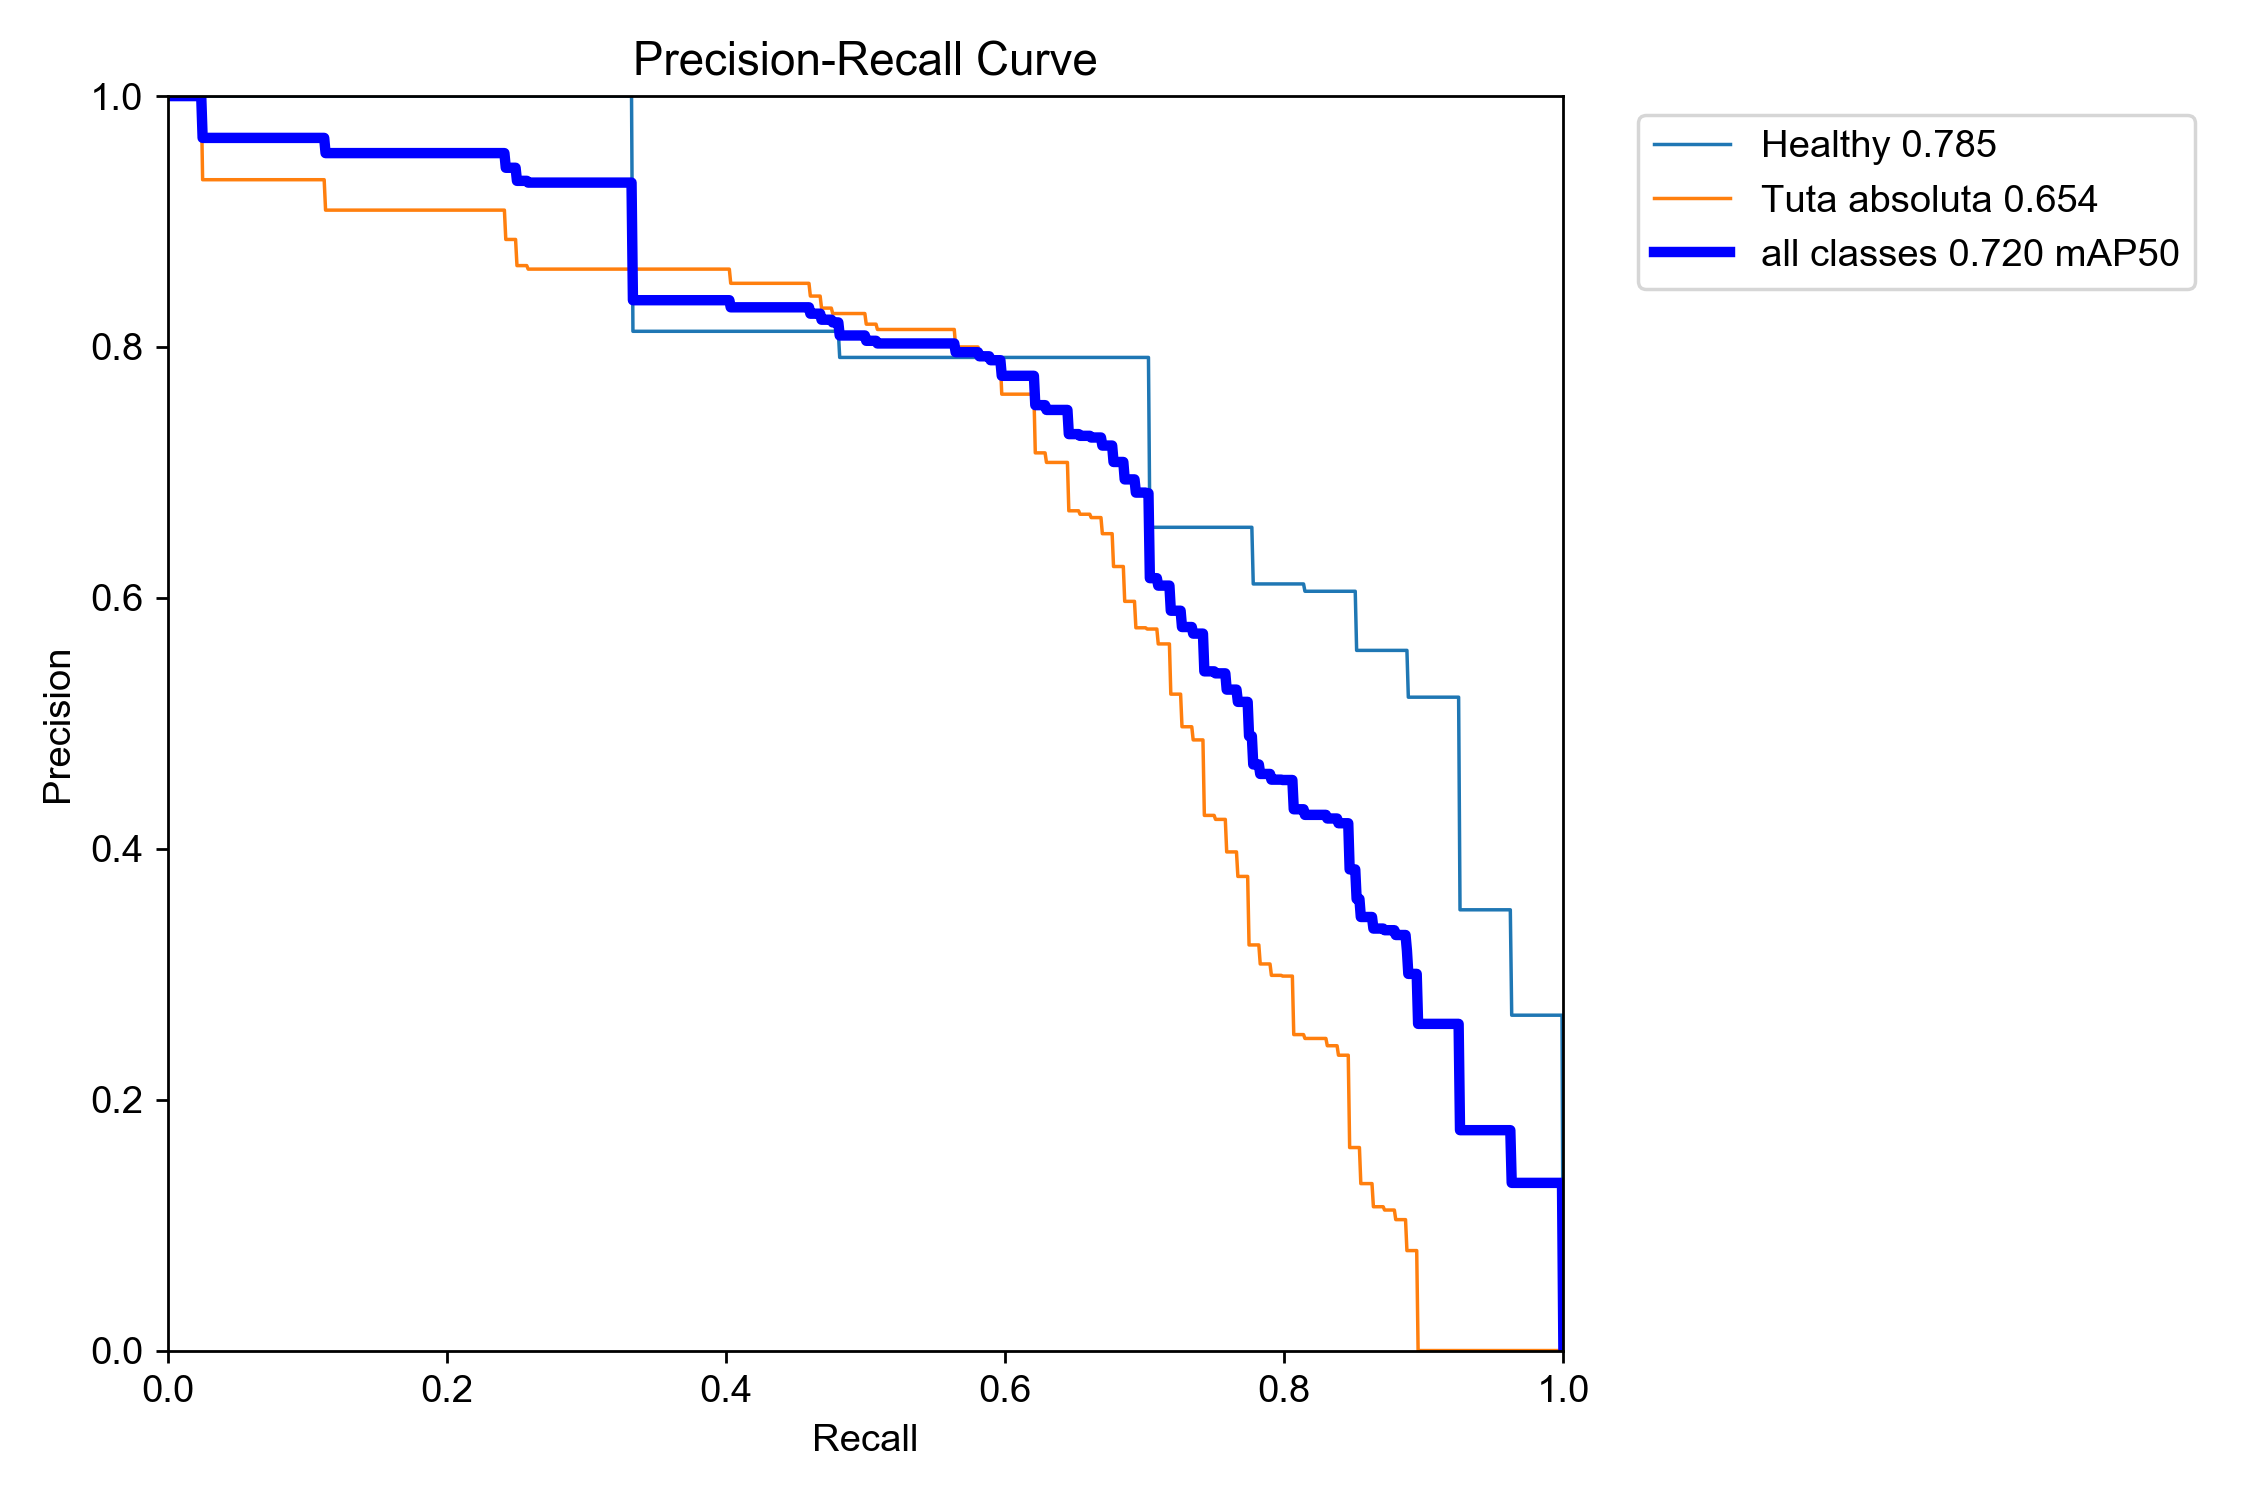 Precision-Recall Curve
1.0
0.8
0.6
0.4
0.2
0.0
Precision
0.0 0.2 0.4 0.6 0.8 1.0
Recall
Healthy 0.785
Tuta absoluta 0.654
all classes 0.720 mAP50